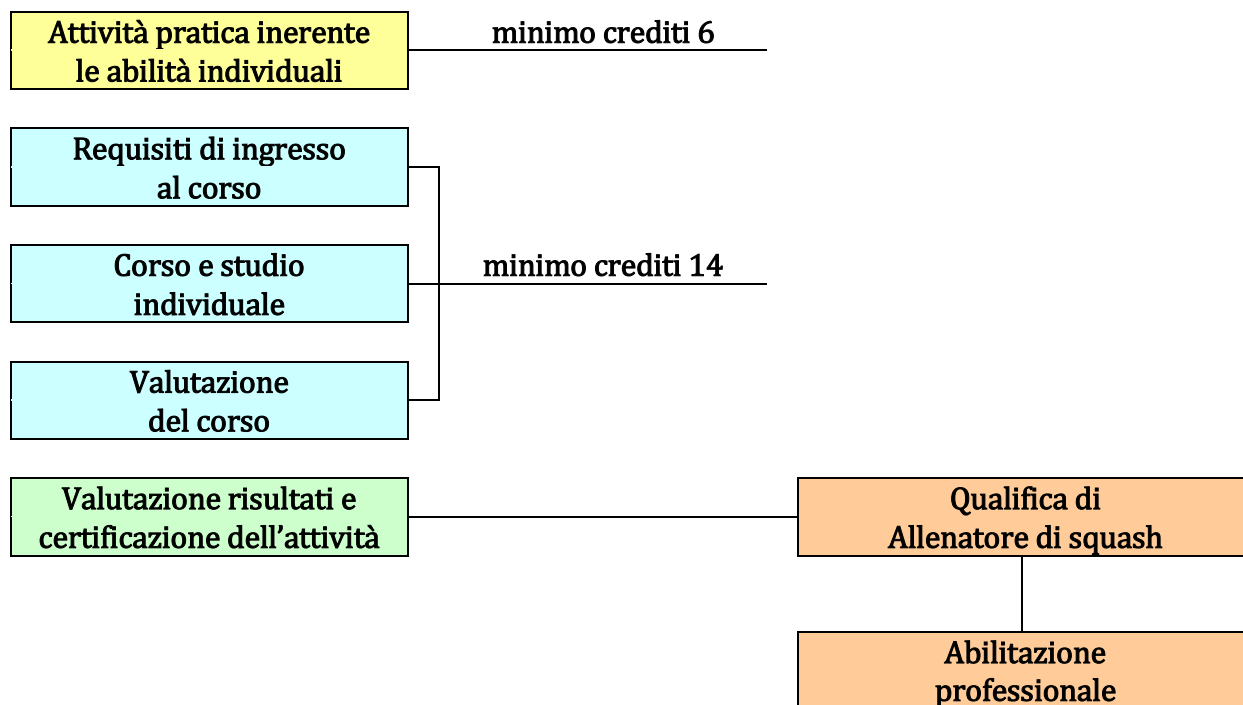 Attività pratica inerente
le abilità individuali
minimo crediti 6
Requisiti di ingresso
al corso
Corso e studio
individuale
minimo crediti 14
Valutazione
del corso
Valutazione risultati e
certificazione dell’attività
Qualifica di
Allenatore di squash
Abilitazione
professionale